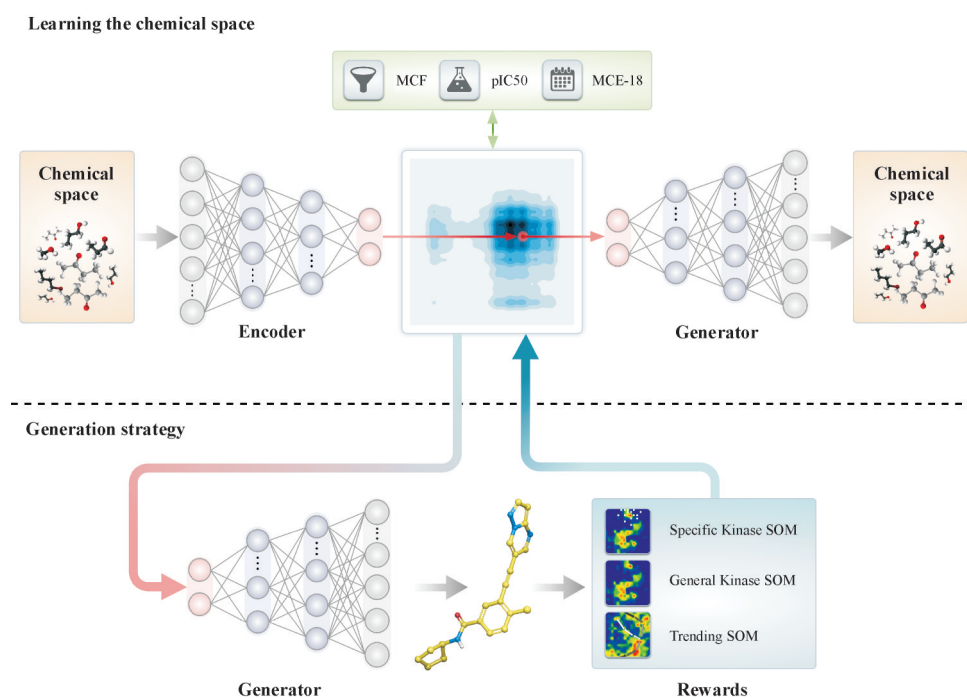 Learning the chemical space
MCF
pIC50
MCE-18
Chemical
space
Encoder
Generator
Chemical
space
Generation strategy
Specific Kinase SOM
General Kinase SOM
Trending SOM
Generator
Rewards